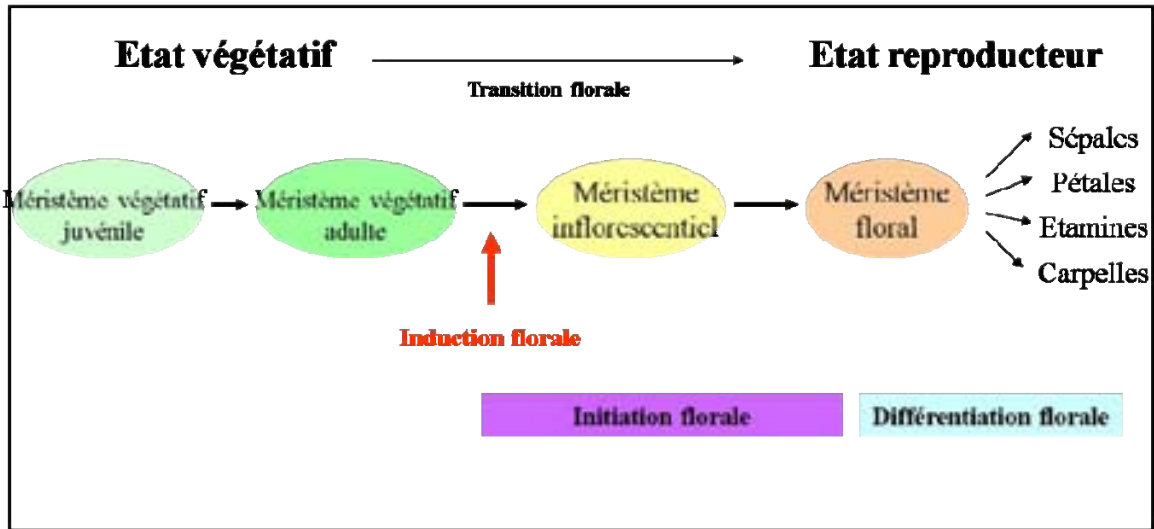 Etat végétatif
Etat reproducteur
Transition florale
Méristème végétatif
juvénile
Méristème végétatif
adulte
Méristème
inflorescentiel
Méristème
floral
Sépales
Pétales
Etamines
Carpelles
Induction florale
Initiation florale
Différentiation florale